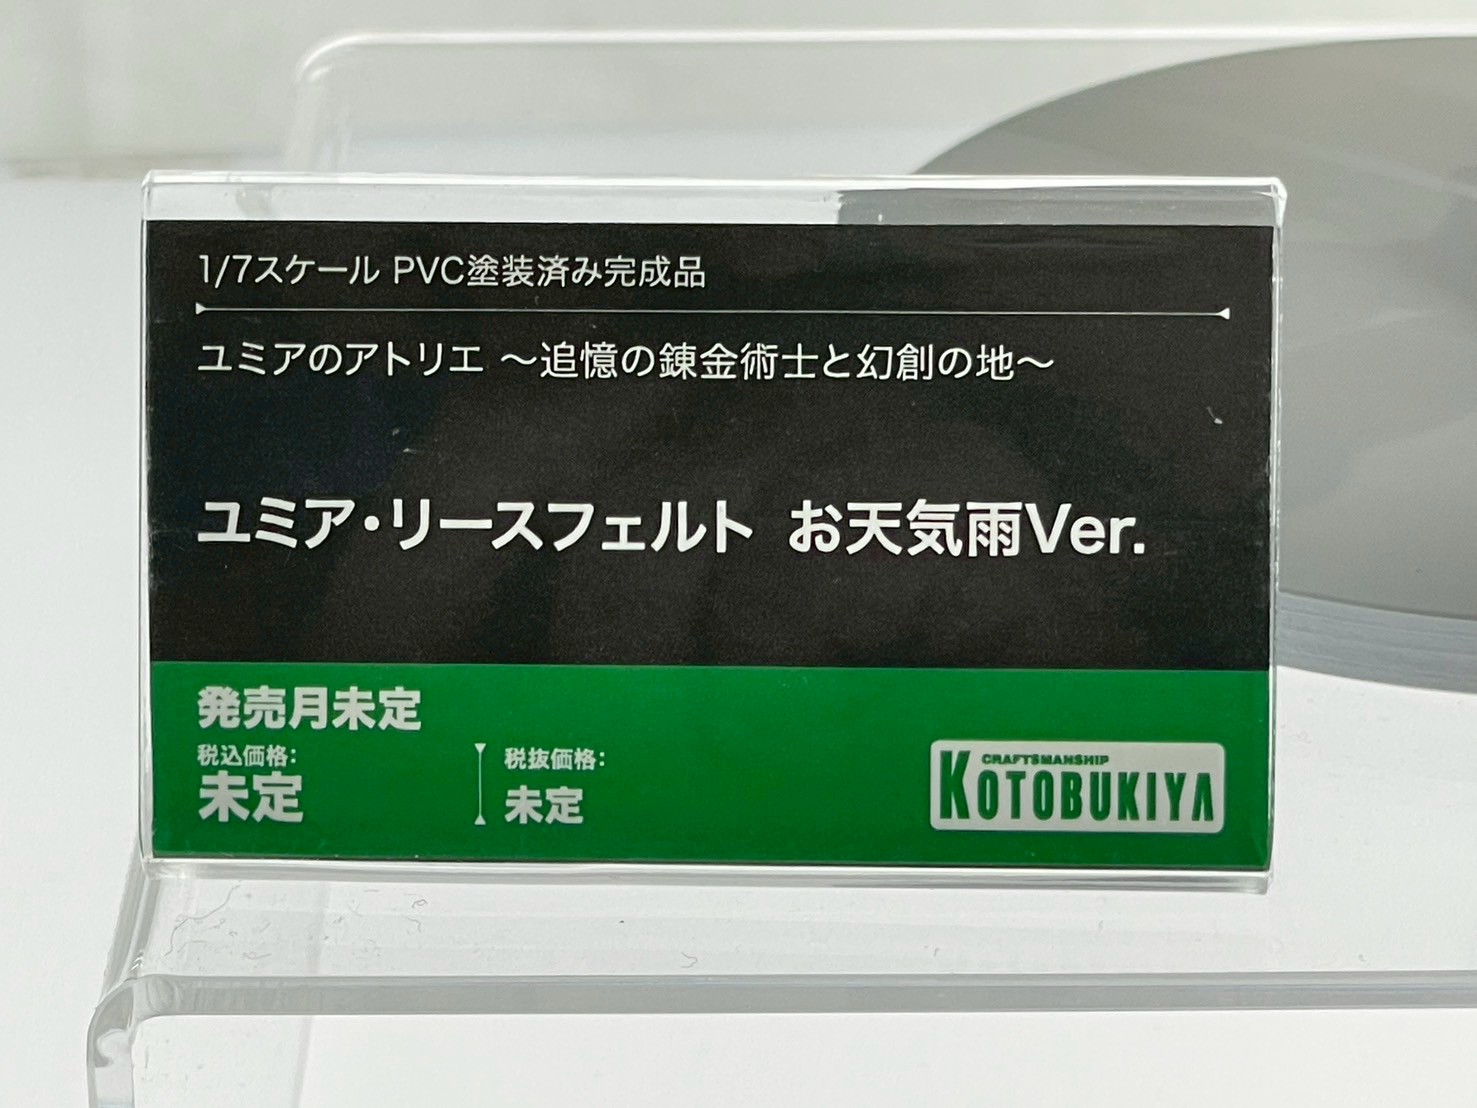 1/7スケール PVC塗装済み完成品
ユミアのアトリエ ～追憶の錬金術士と幻創の地～
ユミア・リースフェルト お天気雨Ver.
発売月未定
税込価格:
未定
税抜価格:
未定
CRAFTSMANSHIP
KOTOBUKIYA